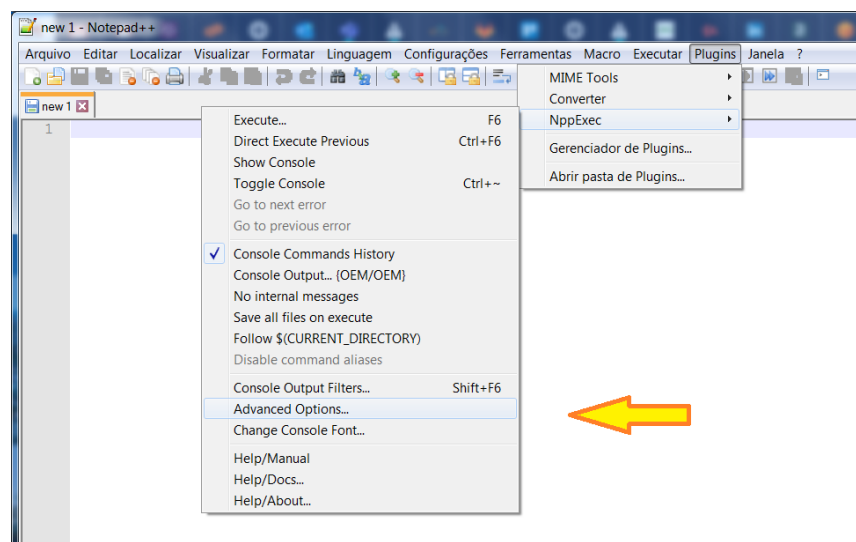 new 1 - Notepad++
Arquivo Editar Localizar Visualizar Formatar Linguagem Configurações Ferramentas Macro Executar Plugins Janela ?
new 1
1
MIME Tools
Converter
NppExec
Gerenciador de Plugins...
Abrir pasta de Plugins...
Execute... F6
Direct Execute Previous Ctrl+F6
Show Console
Toggle Console Ctrl+~
Go to next error
Go to previous error
Console Commands History
Console Output... (OEM/OEM)
No internal messages
Save all files on execute
Follow $(CURRENT_DIRECTORY)
Disable command aliases
Console Output Filters... Shift+F6
Advanced Options...
Change Console Font...
Help/Manual
Help/Docs...
Help/About...